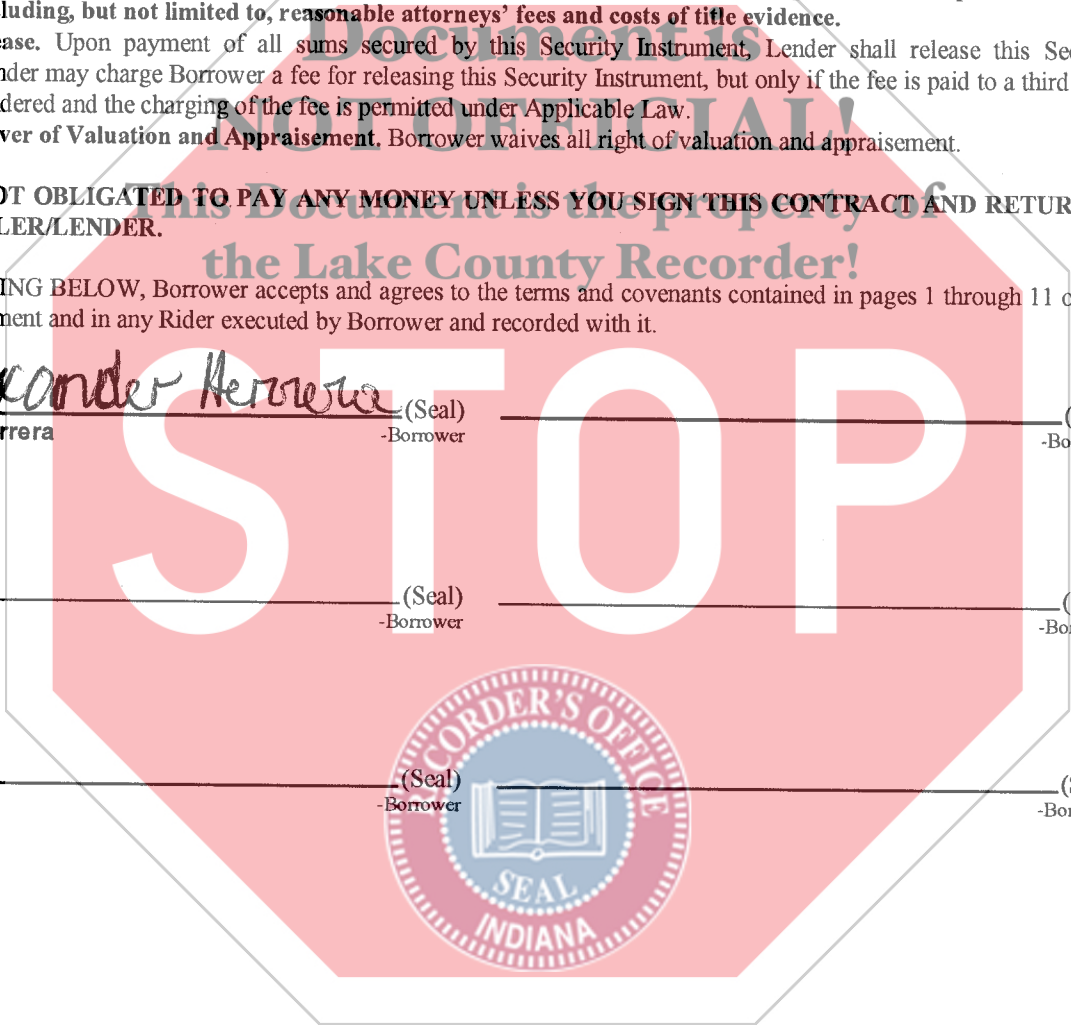 luding, but not limited to, reasonable attorneys' fees and costs of title evidence.
Document is
ase. Upon payment of all sums secured by this Security Instrument, Lender shall release this Sec
nder may charge Borrower a fee for releasing this Security Instrument, but only if the fee is paid to a third
dered and the charging of the fee is permitted under Applicable Law.
NOT OFFICIAL!
ver of Valuation and Appraisement. Borrower waives all right of valuation and appraisement.
OT OBLIGATED TO PAY ANY MONEY UNLESS YOU SIGN THIS CONTRACT AND RETUR
This Document is the property of
LER/LENDER.
the Lake County Recorder!
ING BELOW, Borrower accepts and agrees to the terms and covenants contained in pages 1 through 11 o
ment and in any Rider executed by Borrower and recorded with it.
STOP
xander Herrera (Seal) (
rrera -Borrower -Bo
(Seal) (
-Borrower -Bo
RECORDER'S OFFICE
(Seal) (S
-Borrower -Bor
SEAL
INDIANA